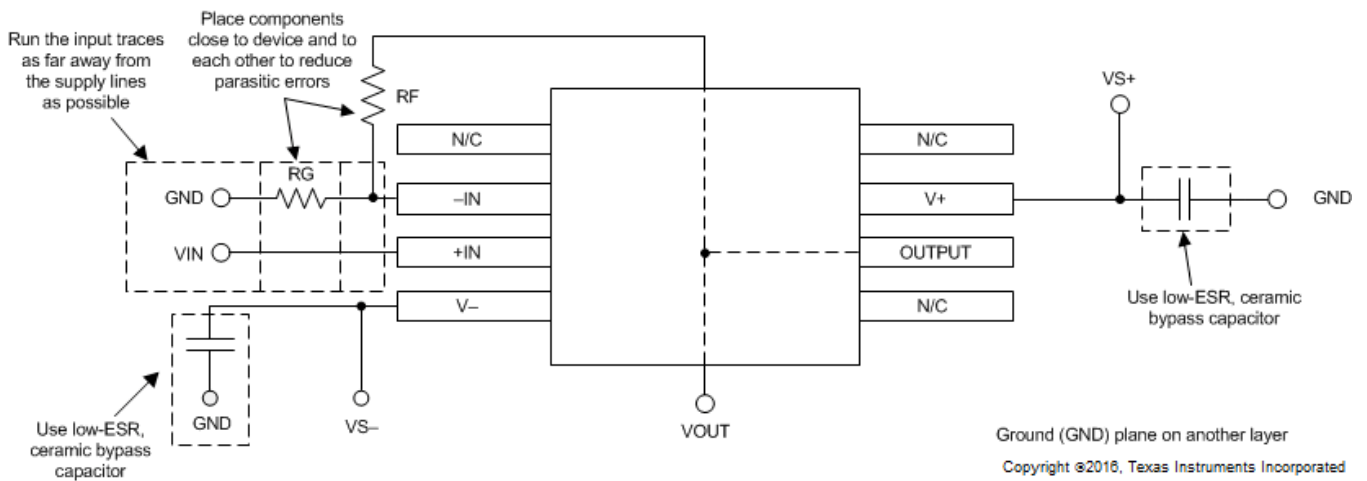 Place components
close to device and to
each other to reduce
parasitic errors
Run the input traces
as far away from
the supply lines
as possible
RF
VS+
N/C
N/C
RG
GND
–IN
V+
GND
VIN
+IN
OUTPUT
V–
N/C
Use low-ESR, ceramic
bypass capacitor
GND
VS–
VOUT
Use low-ESR,
ceramic bypass
capacitor
Ground (GND) plane on another layer
Copyright ©2016, Texas Instruments Incorporated